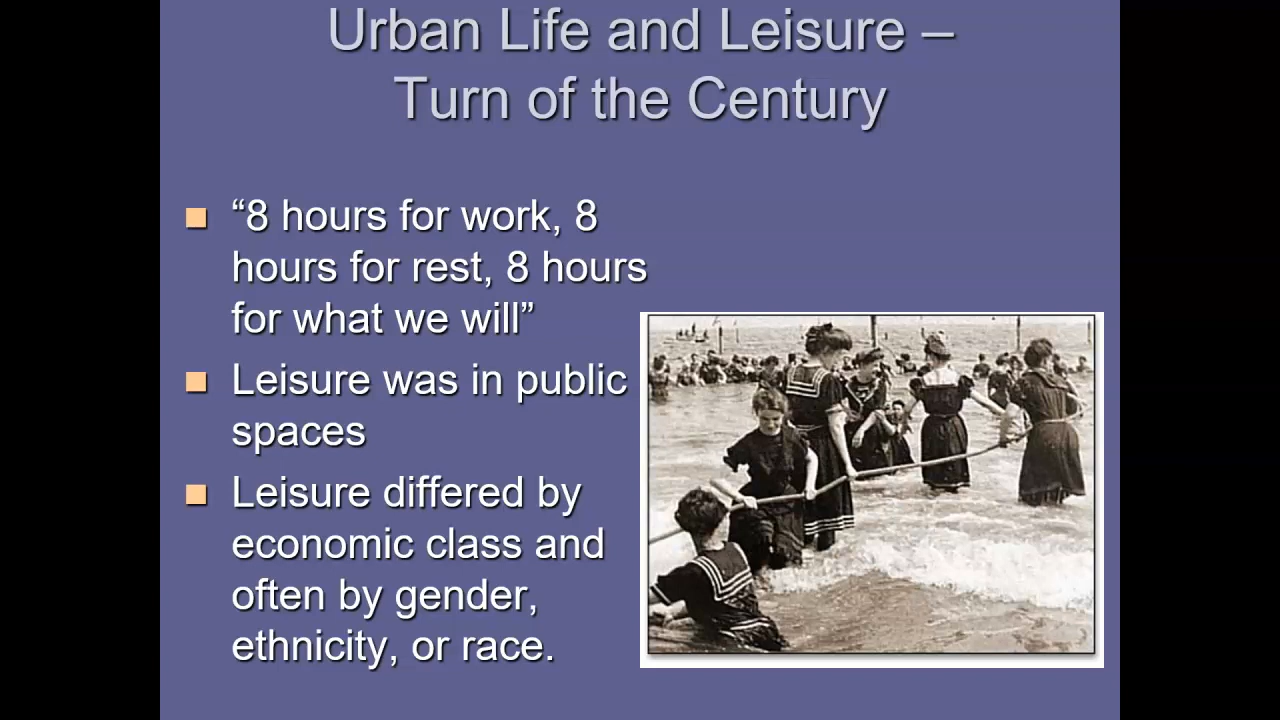 Urban Life and Leisure –
Turn of the Century
“8 hours for work, 8
hours for rest, 8 hours
for what we will”
Leisure was in public
spaces
Leisure differed by
economic class and
often by gender,
ethnicity, or race.